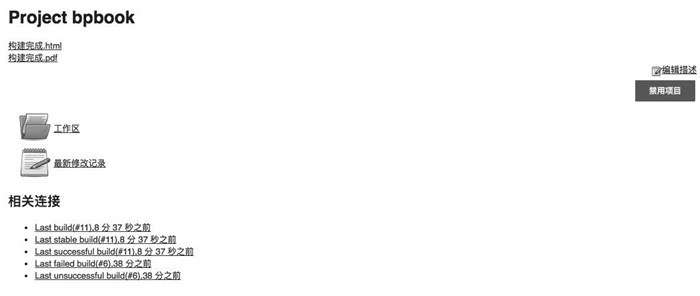 Project bpbook
构建完成.html
构建完成.pdf
编辑描述
禁用项目
工作区
最新修改记录
相关连接
Last build(#11),8 分 37 秒之前
Last stable build(#11),8 分 37 秒之前
Last successful build(#11),8 分 37 秒之前
Last failed build(#6),38 分之前
Last unsuccessful build(#6),38 分之前